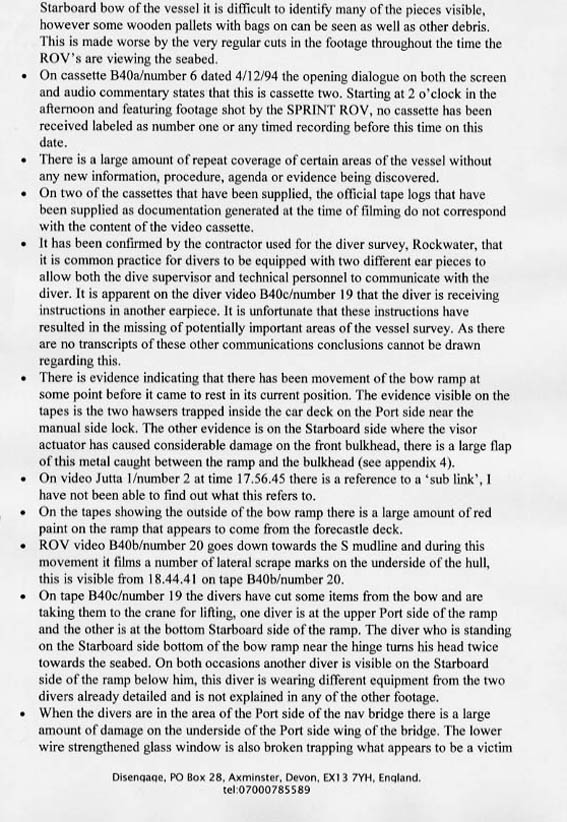 Starboard bow of the vessel it is difficult to identify many of the pieces visible,
however some wooden pallets with bags on can be seen as well as other debris.
This is made worse by the very regular cuts in the footage throughout the time the
ROV's are viewing the seabed.
• On cassette B40a/number 6 dated 4/12/94 the opening dialogue on both the screen
and audio commentary states that this is cassette two. Starting at 2 o'clock in the
afternoon and featuring footage shot by the SPRINT ROV, no cassette has been
received labeled as number one or any timed recording before this time on this
date.
• There is a large amount of repeat coverage of certain areas of the vessel without
any new information, procedure, agenda or evidence being discovered.
• On two of the cassettes that have been supplied, the official tape logs that have
been supplied as documentation generated at the time of filming do not correspond
with the content of the video cassette.
• It has been confirmed by the contractor used for the diver survey, Rockwater, that
it is common practice for divers to be equipped with two different ear pieces to
allow both the dive supervisor and technical personnel to communicate with the
diver. It is apparent on the diver video B40c/number 19 that the diver is receiving
instructions in another earpiece. It is unfortunate that these instructions have
resulted in the missing of potentially important areas of the vessel survey. As there
are no transcripts of these other communications conclusions cannot be drawn
regarding this.
• There is evidence indicating that there has been movement of the bow ramp at
some point before it came to rest in its current position. The evidence visible on the
tapes is the two hawsers trapped inside the car deck on the Port side near the
manual side lock. The other evidence is on the Starboard side where the visor
actuator has caused considerable damage on the front bulkhead, there is a large flap
of this metal caught between the ramp and the bulkhead (see appendix 4).
• On video Jutta 1/number 2 at time 17.56.45 there is a reference to a 'sub link', I
have not been able to find out what this refers to.
• On the tapes showing the outside of the bow ramp there is a large amount of red
paint on the ramp that appears to come from the forecastle deck.
• ROV video B40b/number 20 goes down towards the S mudline and during this
movement it films a number of lateral scrape marks on the underside of the hull,
this is visible from 18.44.41 on tape B40b/number 20.
• On tape B40c/number 19 the divers have cut some items from the bow and are
taking them to the crane for lifting, one diver is at the upper Port side of the ramp
and the other is at the bottom Starboard side of the ramp. The diver who is standing
on the Starboard side bottom of the bow ramp near the hinge turns his head twice
towards the seabed. On both occasions another diver is visible on the Starboard
side of the ramp below him, this diver is wearing different equipment from the two
divers already detailed and is not explained in any of the other footage.
• When the divers are in the area of the Port side of the nav bridge there is a large
amount of damage on the underside of the Port side wing of the bridge. The lower
wire strengthened glass window is also broken trapping what appears to be a victim
Disengage, PO Box 28, Axminster, Devon, EX13 7YH, England.
tel:07000785589